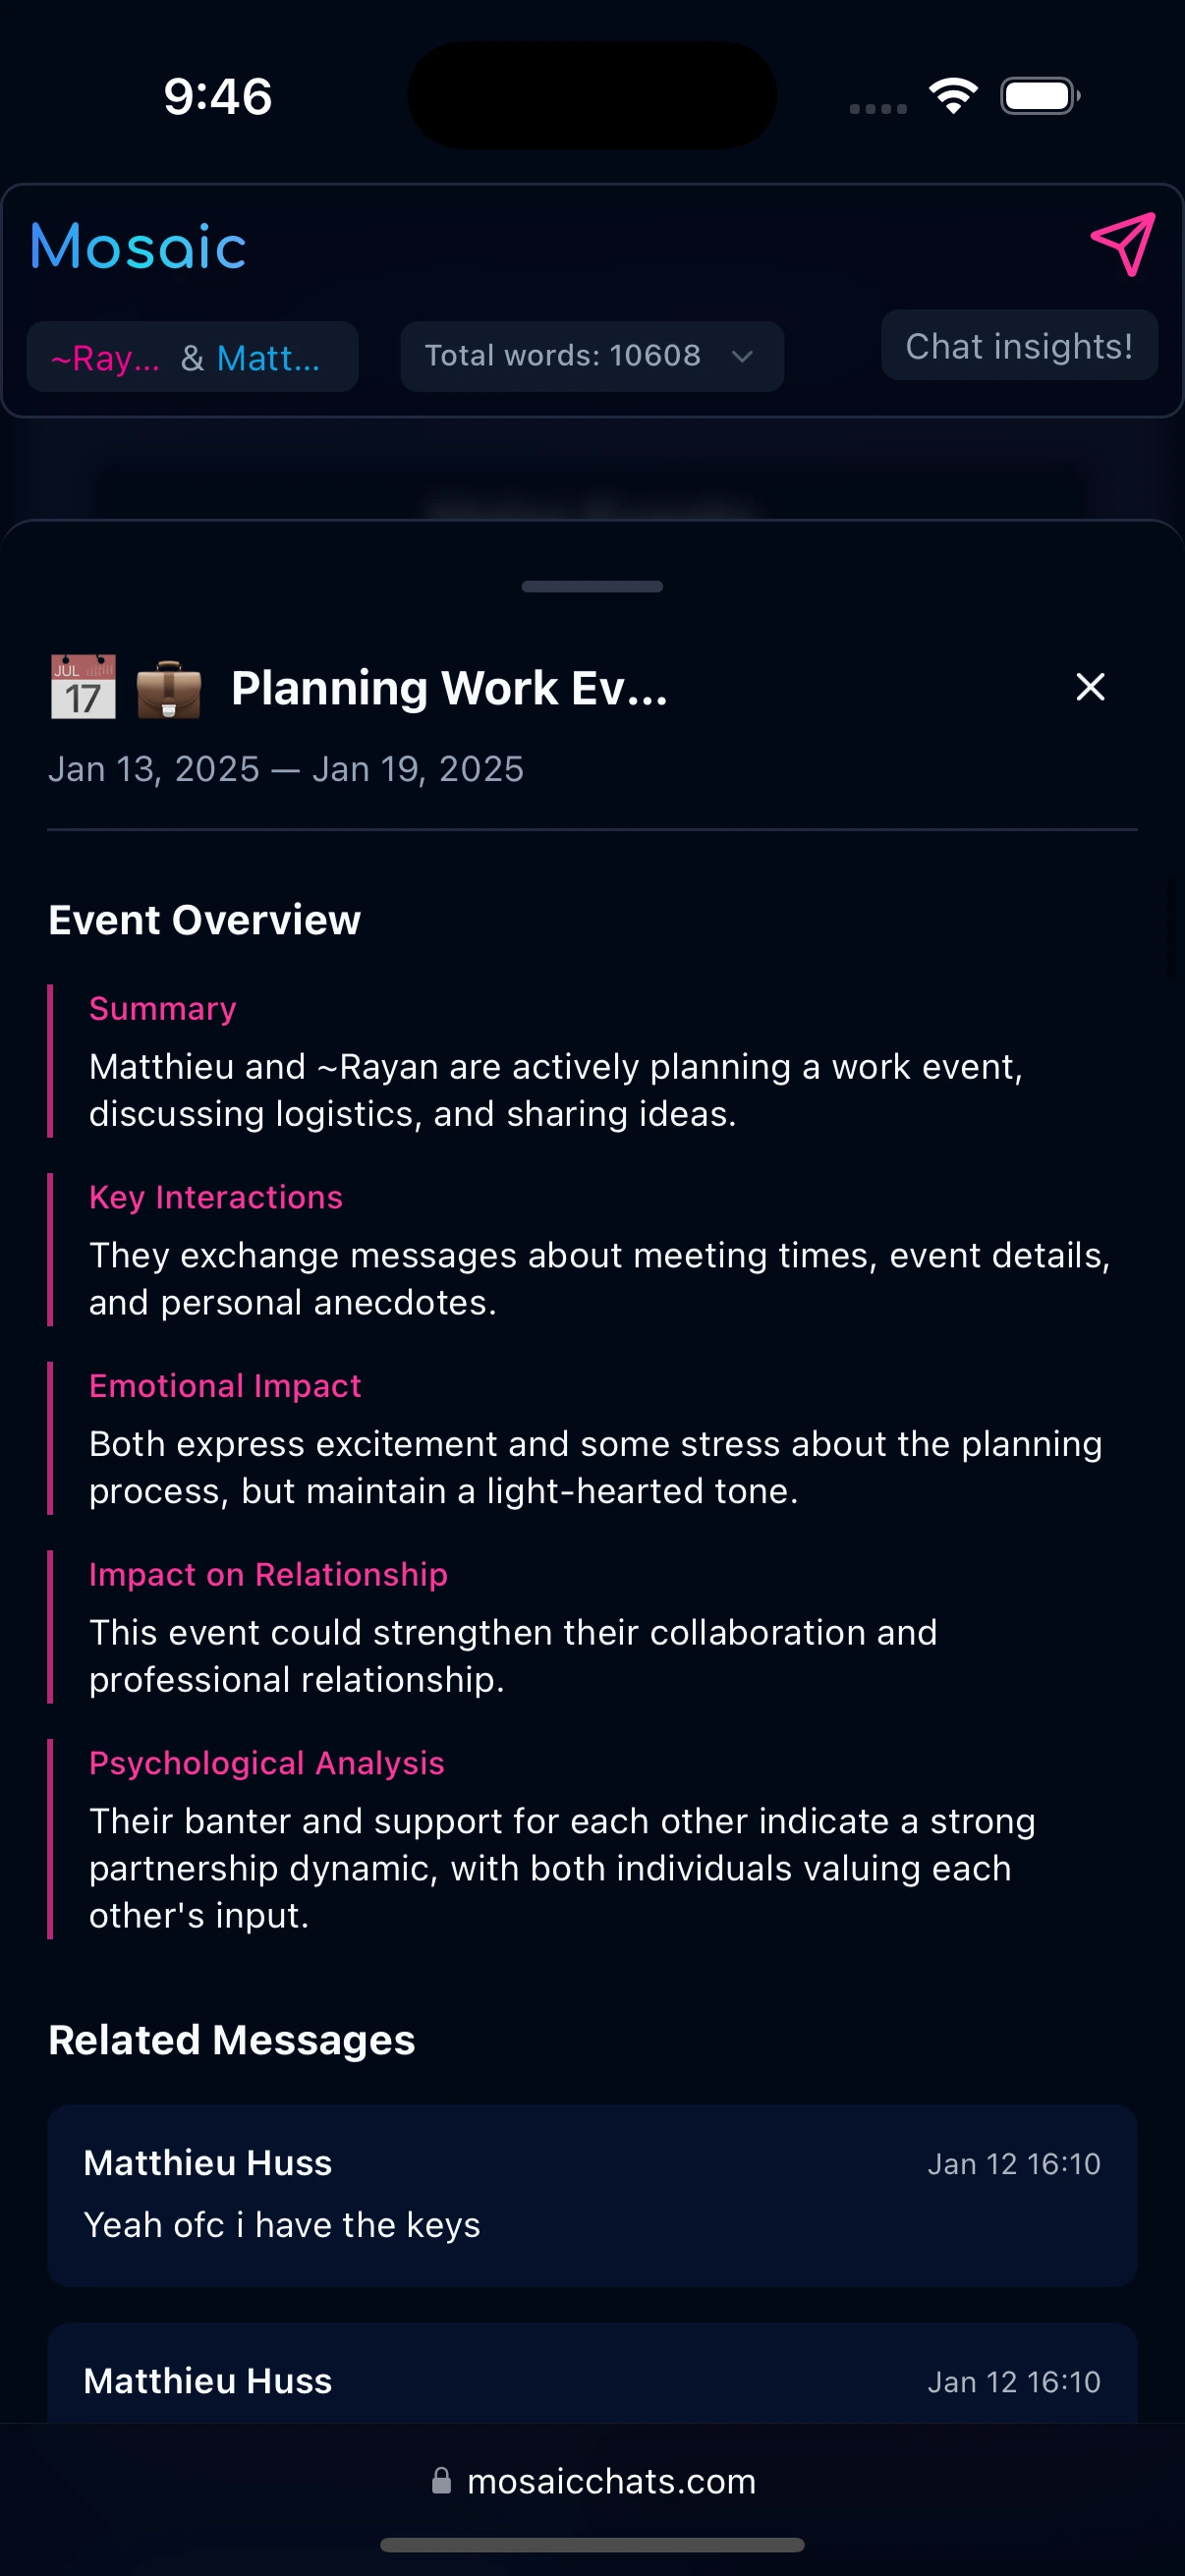 9:46
Mosaic
~Ray... & Matt...
Total words: 10608
Chat insights!
JUL
17
Planning Work Ev...
Jan 13, 2025 — Jan 19, 2025
Event Overview
Summary
Matthieu and ~Rayan are actively planning a work event,
discussing logistics, and sharing ideas.
Key Interactions
They exchange messages about meeting times, event details,
and personal anecdotes.
Emotional Impact
Both express excitement and some stress about the planning
process, but maintain a light-hearted tone.
Impact on Relationship
This event could strengthen their collaboration and
professional relationship.
Psychological Analysis
Their banter and support for each other indicate a strong
partnership dynamic, with both individuals valuing each
other's input.
Related Messages
Matthieu Huss Jan 12 16:10
Yeah ofc i have the keys
Matthieu Huss Jan 12 16:10
mosaicchats.com